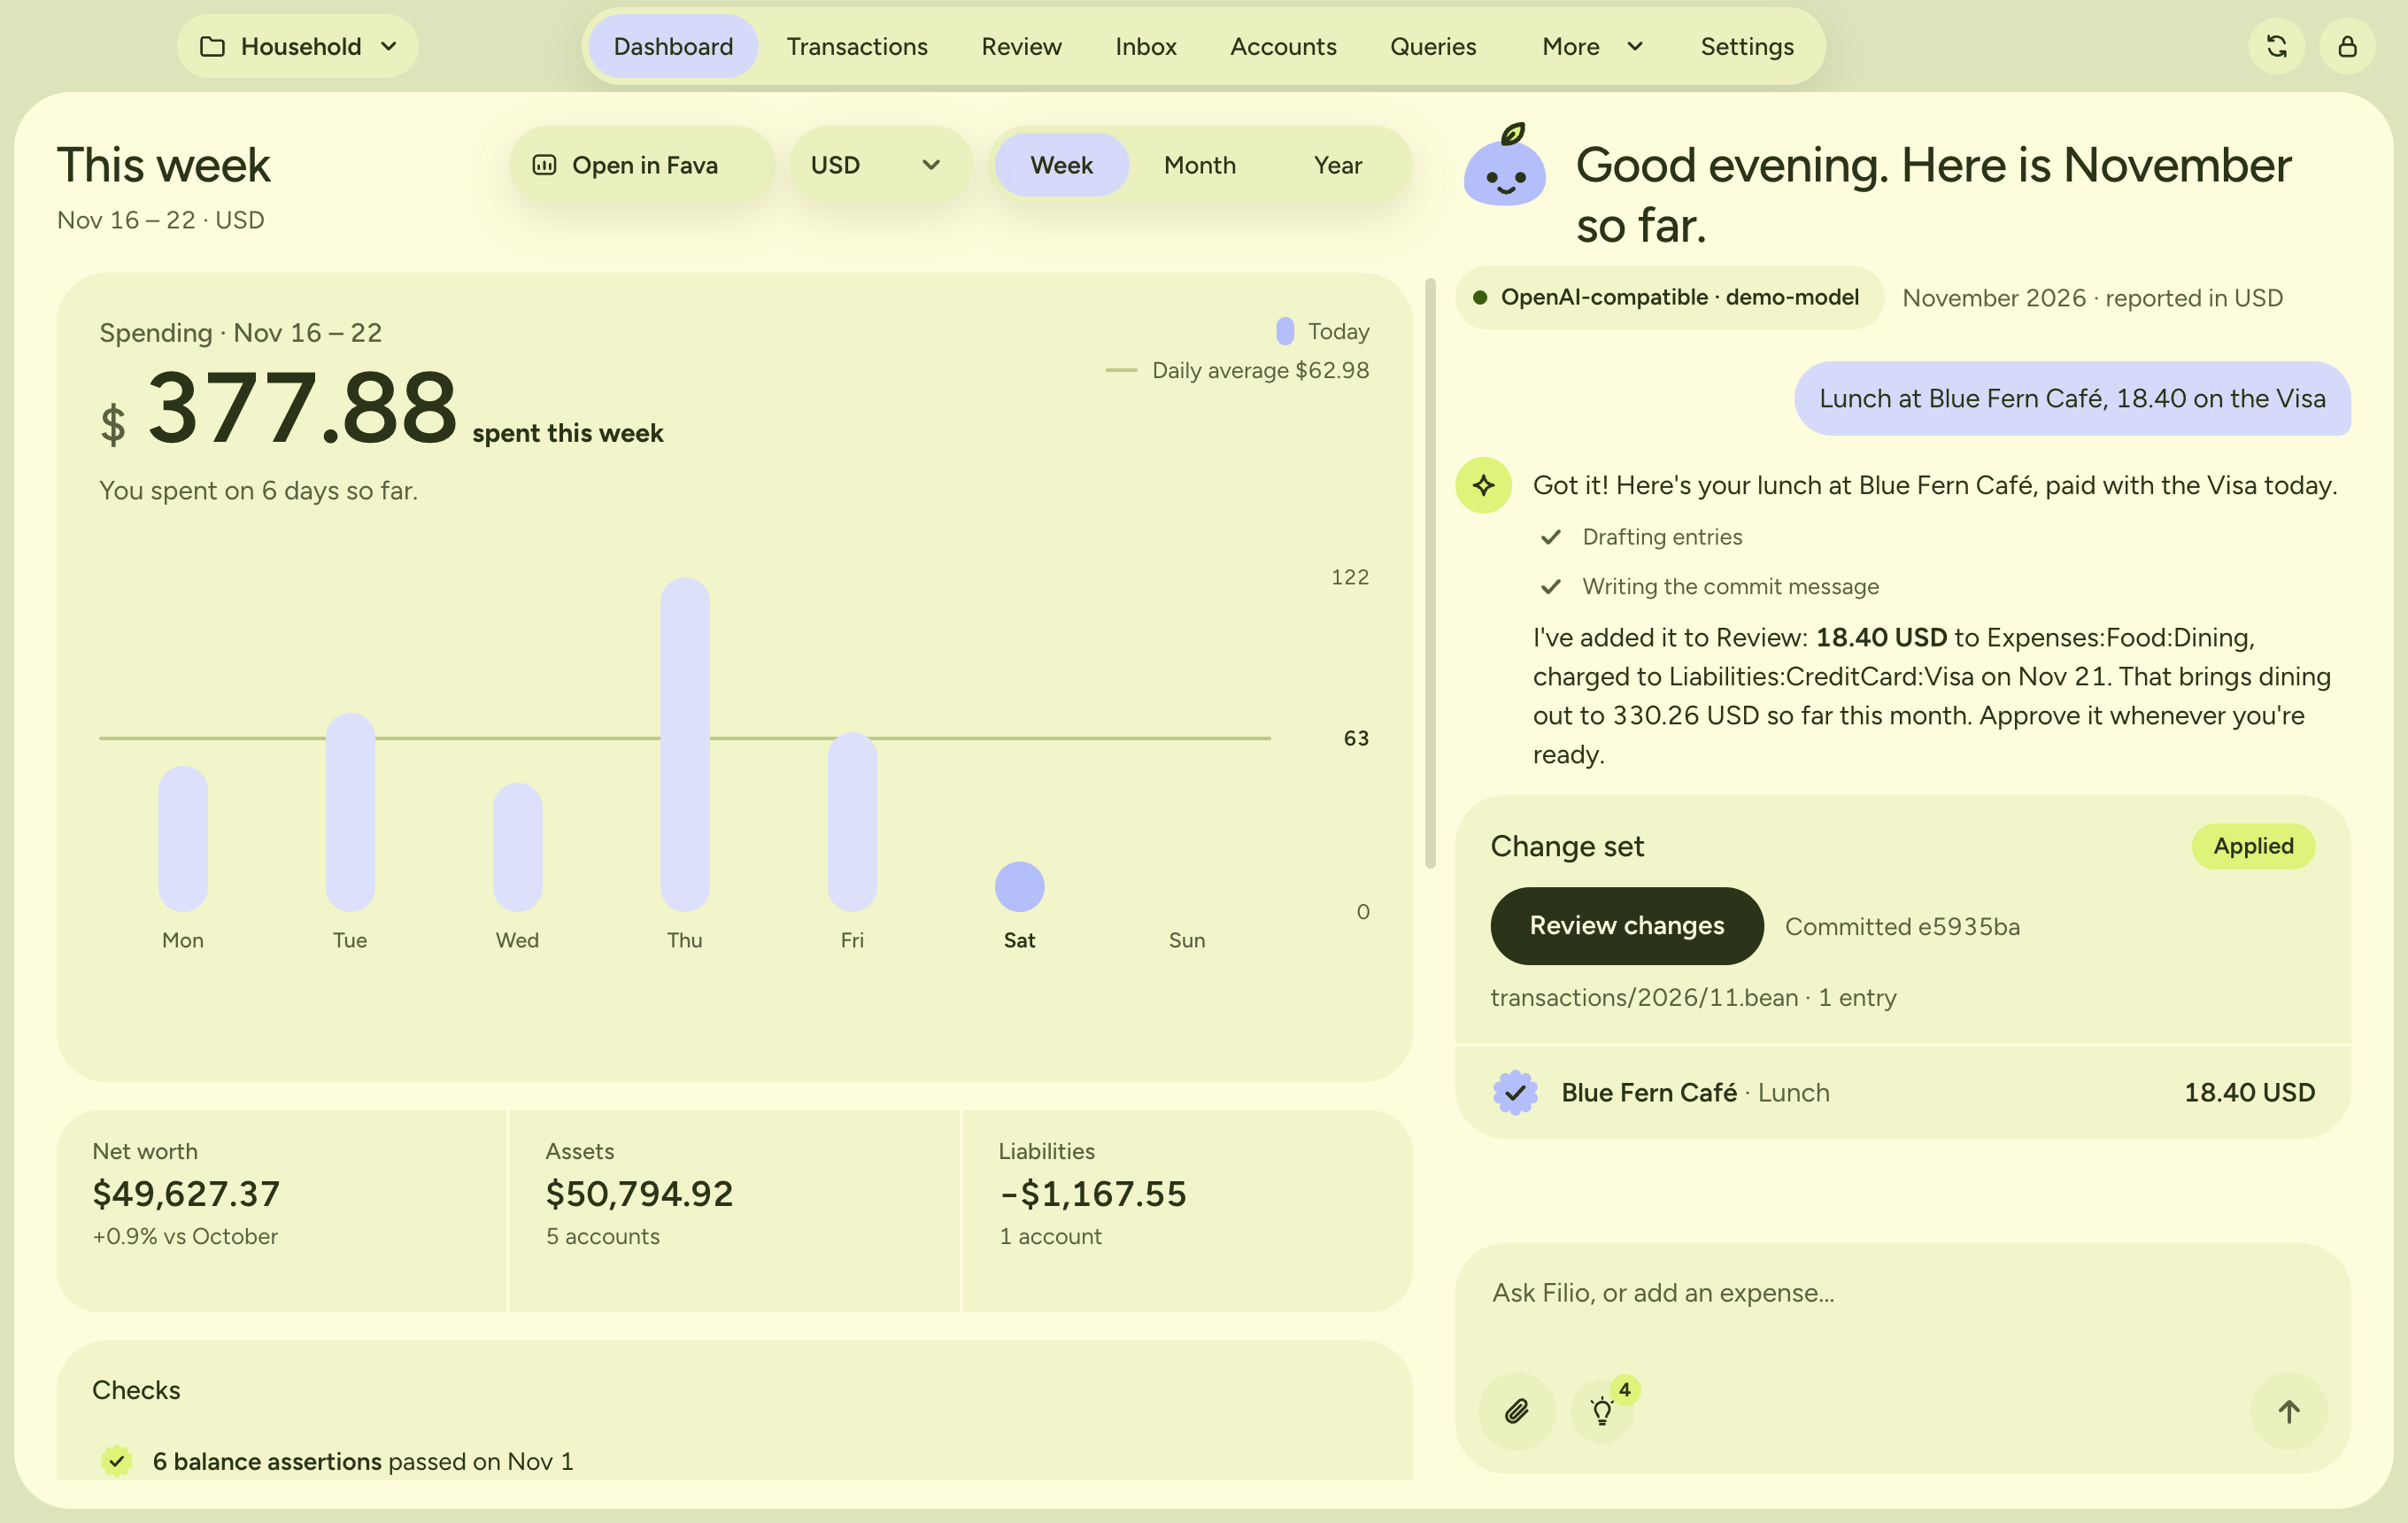 Household
Dashboard
Transactions
Review
Inbox
Accounts
Queries
More
Settings
This week
Nov 16 – 22 · USD
Open in Fava
USD
Week
Month
Year
Spending · Nov 16 – 22
$ 377.88 spent this week
You spent on 6 days so far.
Today
Daily average $62.98
122
63
0
Mon
Tue
Wed
Thu
Fri
Sat
Sun
Net worth
$49,627.37
+0.9% vs October
Assets
$50,794.92
5 accounts
Liabilities
-$1,167.55
1 account
Checks
6 balance assertions passed on Nov 1
Good evening. Here is November
so far.
OpenAI-compatible · demo-model
November 2026 · reported in USD
Lunch at Blue Fern Café, 18.40 on the Visa
Got it! Here's your lunch at Blue Fern Café, paid with the Visa today.
Drafting entries
Writing the commit message
I've added it to Review: 18.40 USD to Expenses:Food:Dining,
charged to Liabilities:CreditCard:Visa on Nov 21. That brings dining
out to 330.26 USD so far this month. Approve it whenever you're
ready.
Change set
Applied
Review changes
Committed e5935ba
transactions/2026/11.bean · 1 entry
Blue Fern Café · Lunch
18.40 USD
Ask Filio, or add an expense...
4